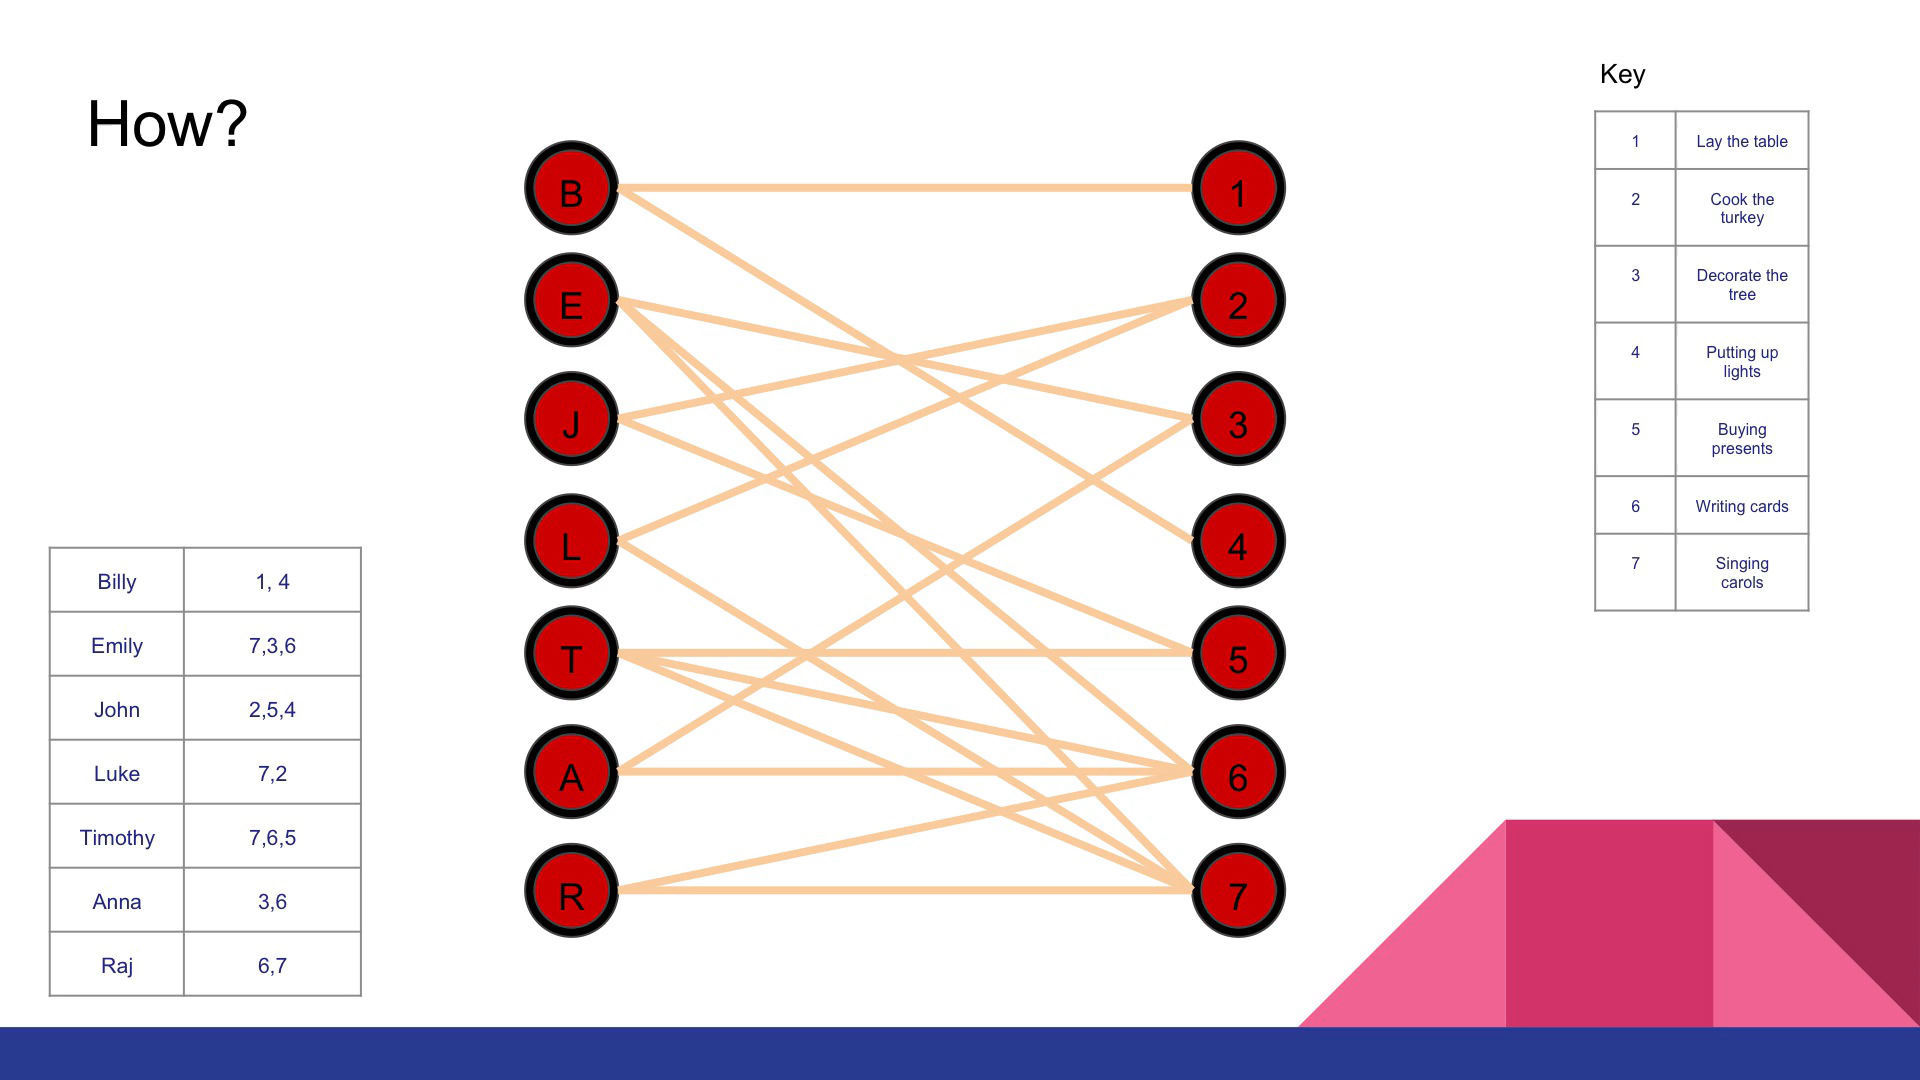 How?
Key
1 Lay the table
2 Cook the
turkey
3 Decorate the
tree
4 Putting up
lights
5 Buying
presents
6 Writing cards
7 Singing
carols
B
E
J
L
T
A
R
1
2
3
4
5
6
7
Billy 1, 4
Emily 7,3,6
John 2,5,4
Luke 7,2
Timothy 7,6,5
Anna 3,6
Raj 6,7